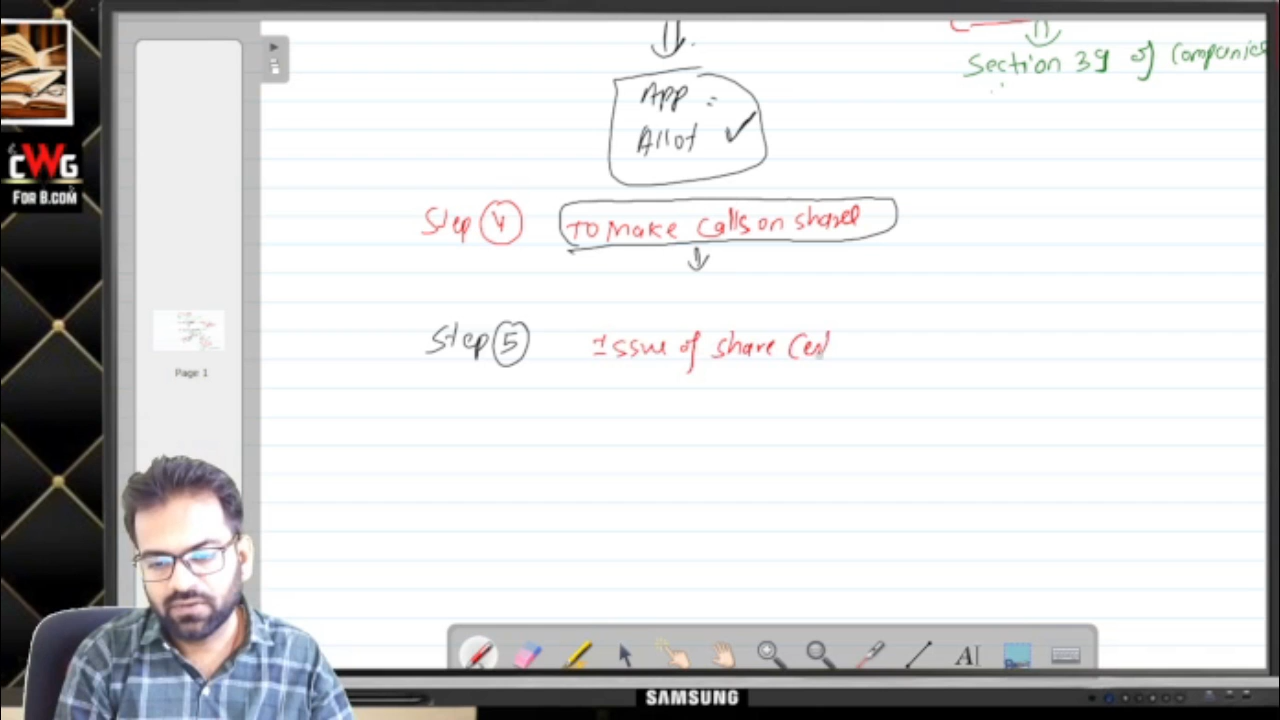 Section 39 of Companies
App =
Allot ✓
CWG
FOR B.COM
Step 4 To make calls on shares
Step 5 Issue of share Cert
Page 1
A
SAMSUNG